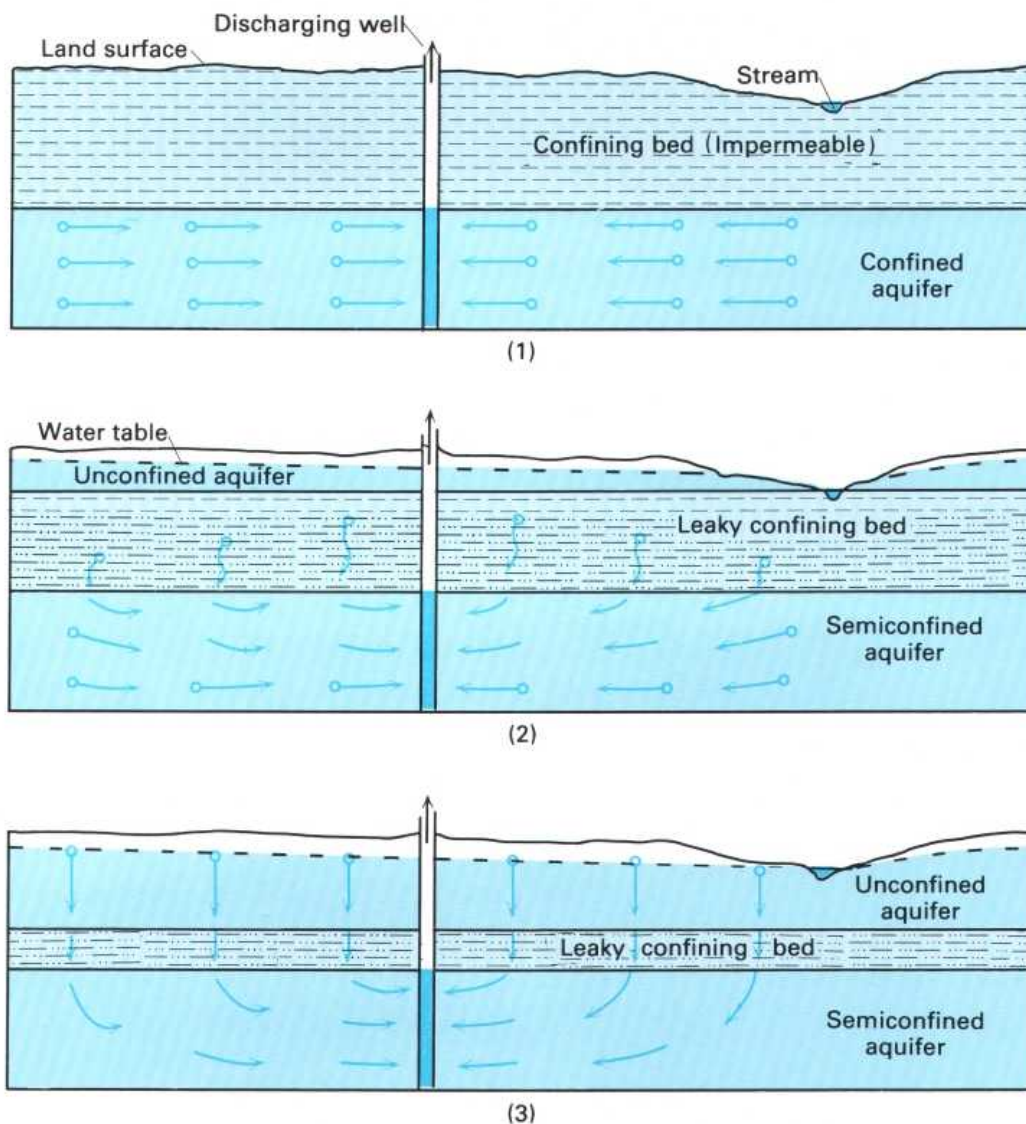 Discharging well
Land surface
Stream
Confining bed (Impermeable)
Confined
aquifer
(1)
Water table
Unconfined aquifer
Leaky confining bed
Semiconfined
aquifer
(2)
Unconfined
aquifer
Leaky confining bed
Semiconfined
aquifer
(3)